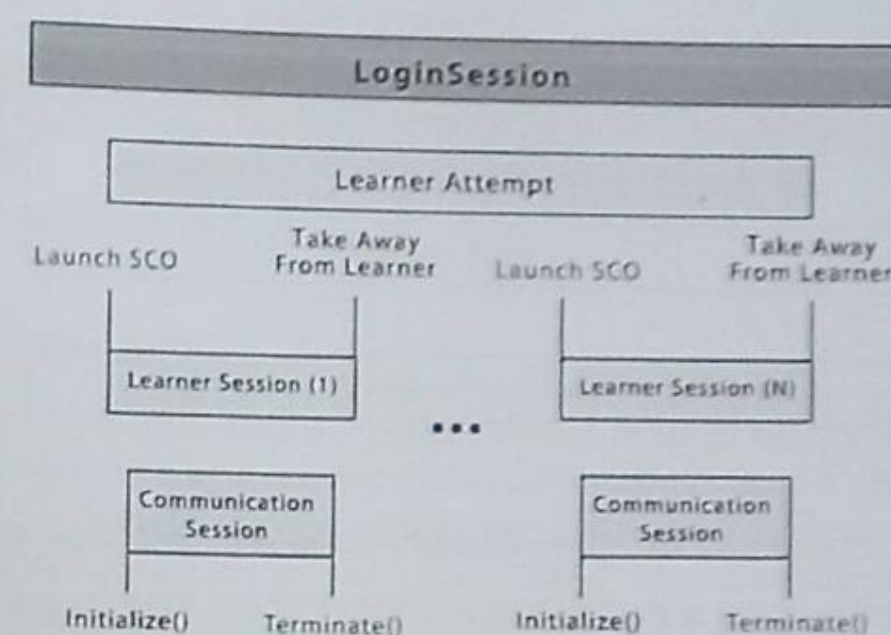 LoginSession
Learner Attempt
Launch SCO
Take Away
From Learner
Launch SCO
Take Away
From Learner
Learner Session (1)
Learner Session (N)
...
Communication
Session
Communication
Session
Initialize()
Terminate()
Initialize()
Terminate()